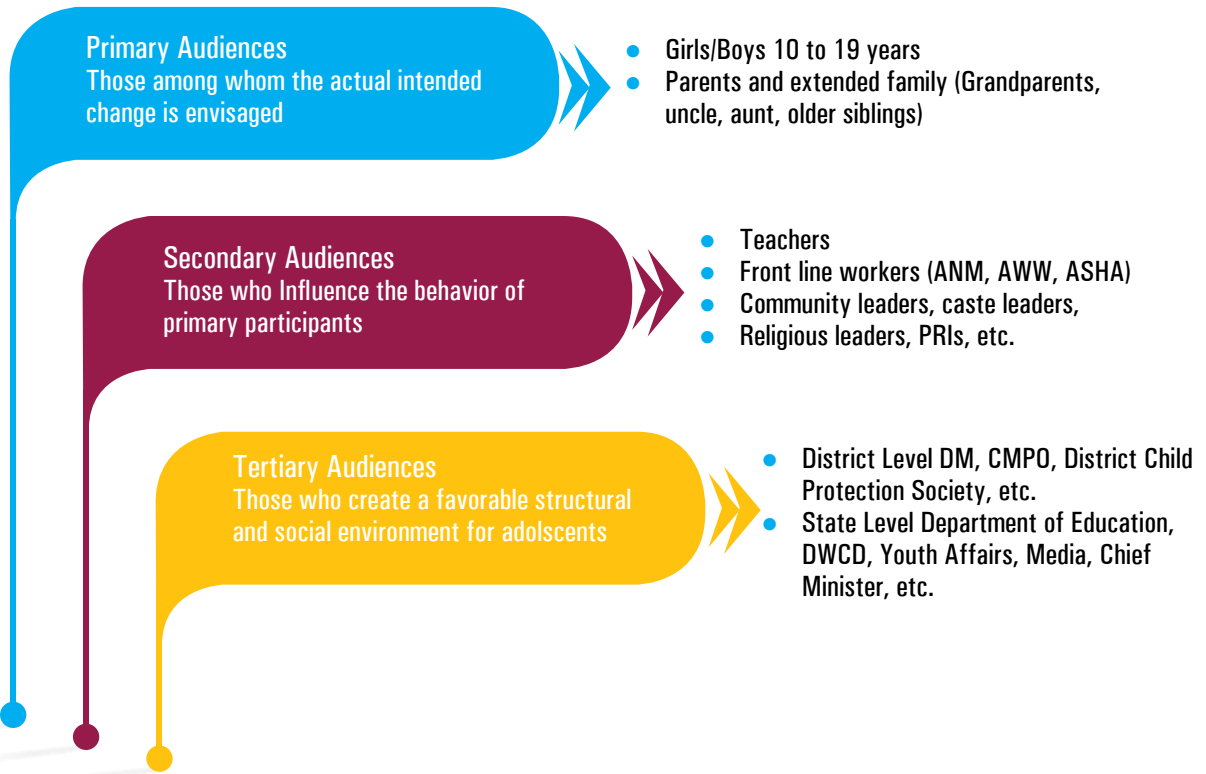 Primary Audiences
Those among whom the actual intended
change is envisaged
● Girls/Boys 10 to 19 years
● Parents and extended family (Grandparents,
uncle, aunt, older siblings)
Secondary Audiences
Those who Influence the behavior of
primary participants
● Teachers
● Front line workers (ANM, AWW, ASHA)
● Community leaders, caste leaders,
● Religious leaders, PRIs, etc.
Tertiary Audiences
Those who create a favorable structural
and social environment for adolscents
● District Level DM, CMPO, District Child
Protection Society, etc.
● State Level Department of Education,
DWCD, Youth Affairs, Media, Chief
Minister, etc.